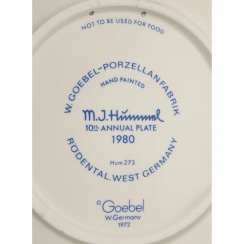 NOT TO BE USED FOR FOOD
W. GOEBEL-PORZELLANFABRIK
HAND PAINTED
M.J. Hummel
10th ANNUAL PLATE
1980
Hum 273
RODENTAL, WEST GERMANY
© Goebel
W. Germany
1972